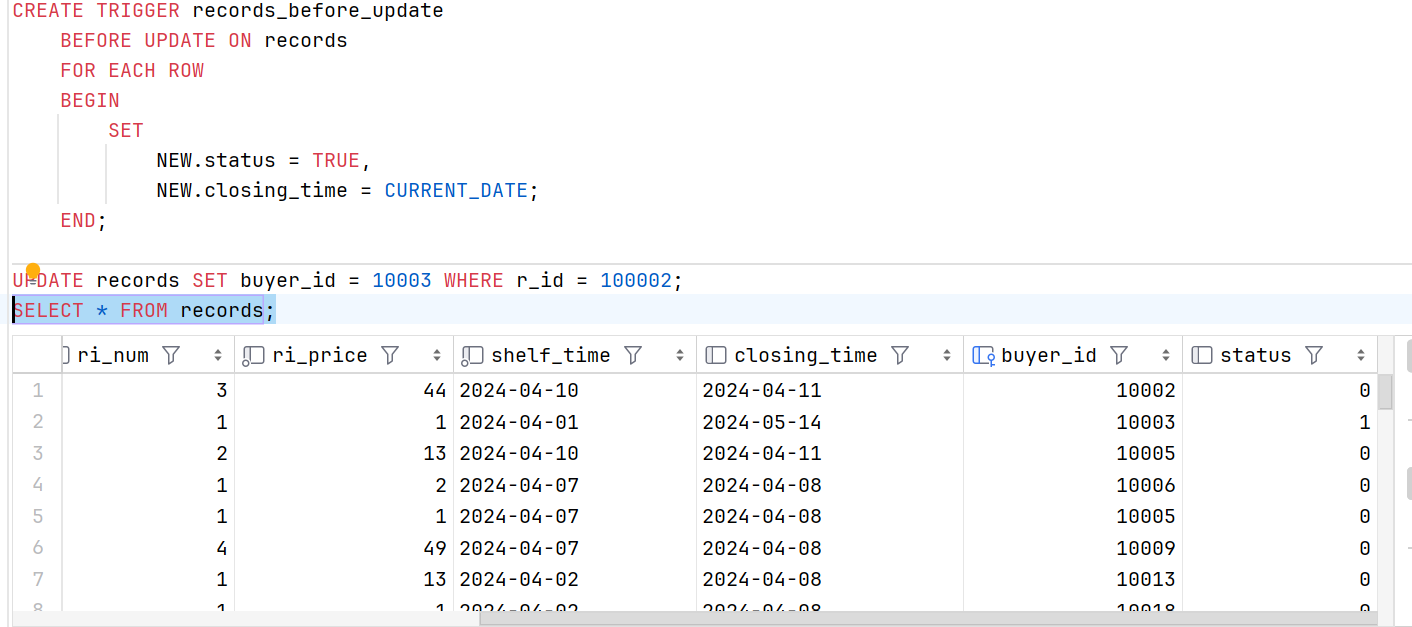 CREATE TRIGGER records_before_update
BEFORE UPDATE ON records
FOR EACH ROW
BEGIN
SET
NEW.status = TRUE,
NEW.closing_time = CURRENT_DATE;
END;
UPDATE records SET buyer_id = 10003 WHERE r_id = 100002;
SELECT * FROM records;
ri_num ri_price shelf_time closing_time buyer_id status
1 3 44 2024-04-10 2024-04-11 10002 0
2 1 1 2024-04-01 2024-05-14 10003 1
3 2 13 2024-04-10 2024-04-11 10005 0
4 1 2 2024-04-07 2024-04-08 10006 0
5 1 1 2024-04-07 2024-04-08 10005 0
6 4 49 2024-04-07 2024-04-08 10009 0
7 1 13 2024-04-02 2024-04-08 10013 0
8 1 1 2024-04-02 2024-04-08 10018 0